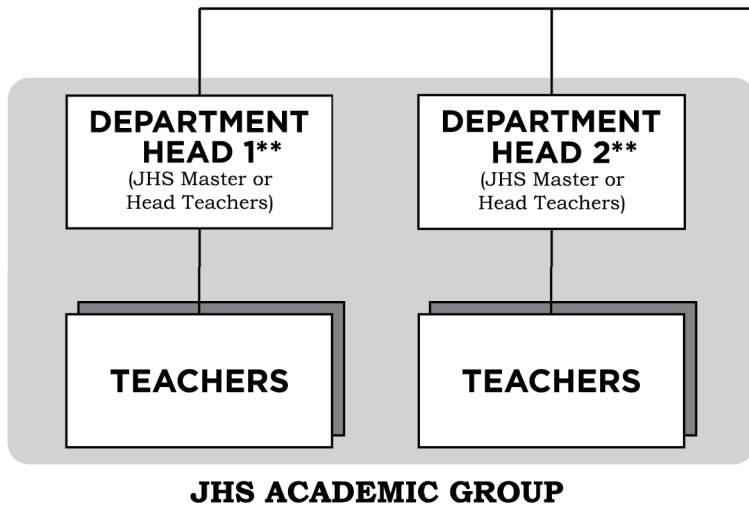 DEPARTMENT
HEAD 1**
(JHS Master or
Head Teachers)
DEPARTMENT
HEAD 2**
(JHS Master or
Head Teachers)
TEACHERS
TEACHERS
JHS ACADEMIC GROUP